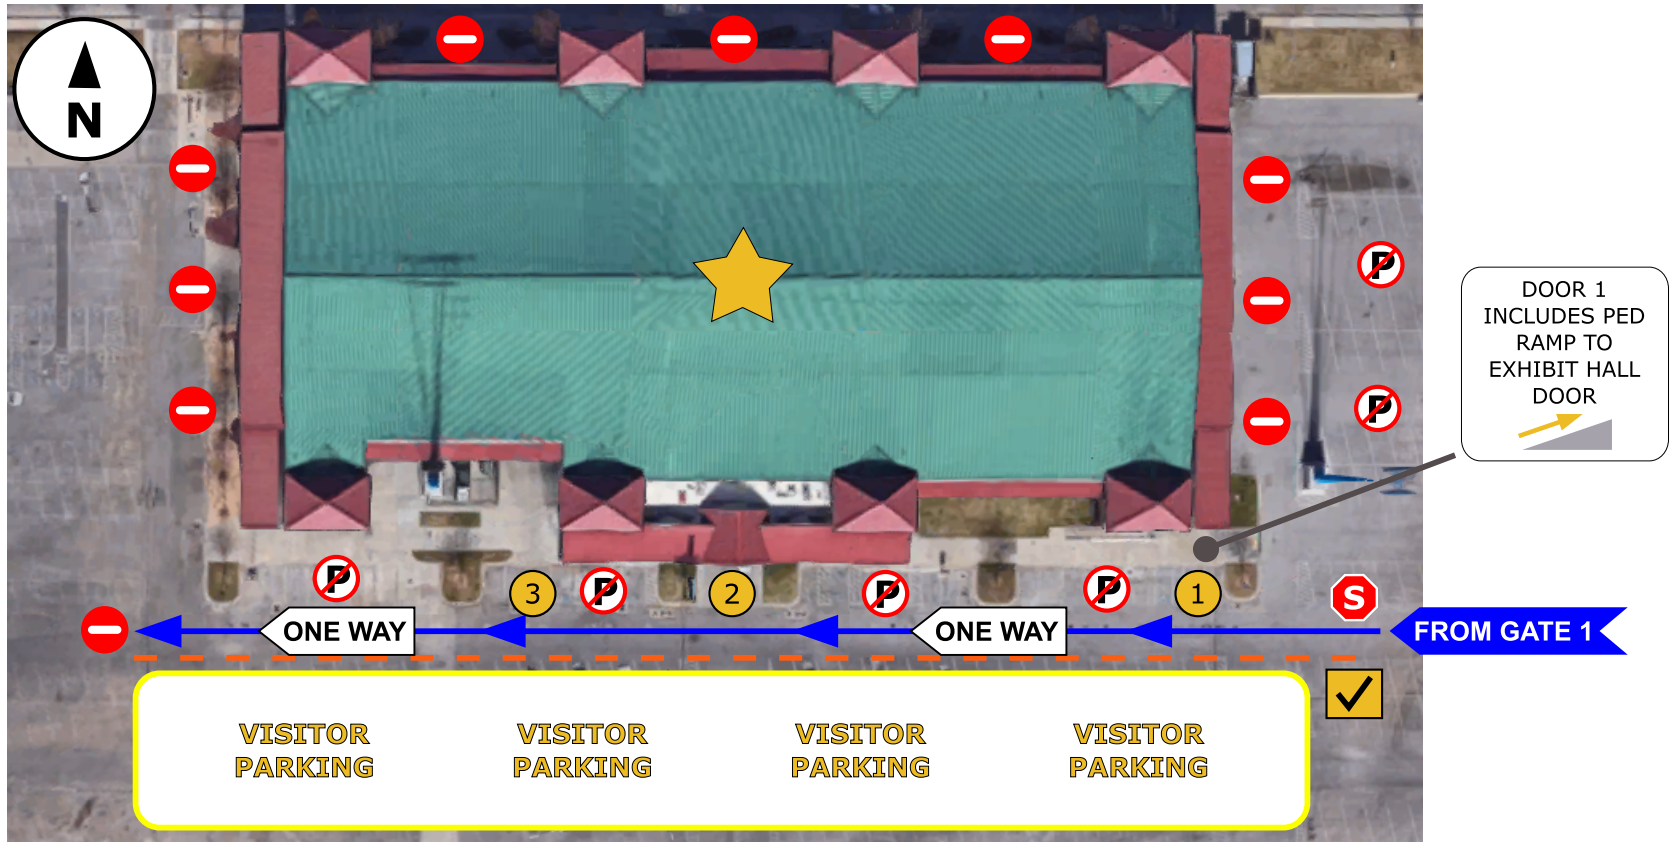 N
P
P
DOOR 1
INCLUDES PED
RAMP TO
EXHIBIT HALL
DOOR
P
3
P
2
P
P
1
S
ONE WAY
ONE WAY
FROM GATE 1
VISITOR
PARKING
VISITOR
PARKING
VISITOR
PARKING
VISITOR
PARKING